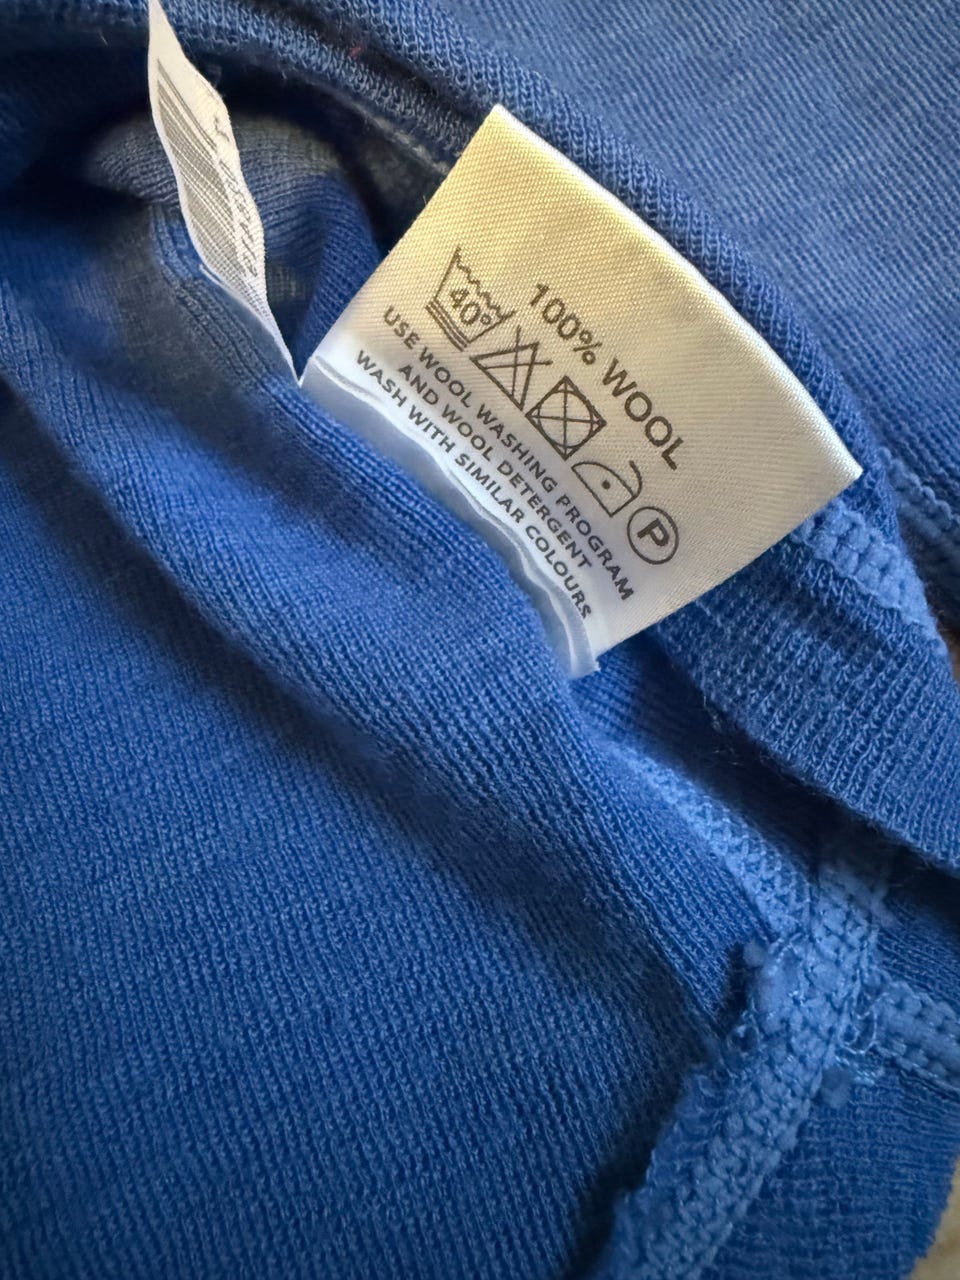 100% WOOL
40°
P
USE WOOL WASHING PROGRAM
AND WOOL DETERGENT
WASH WITH SIMILAR COLOURS